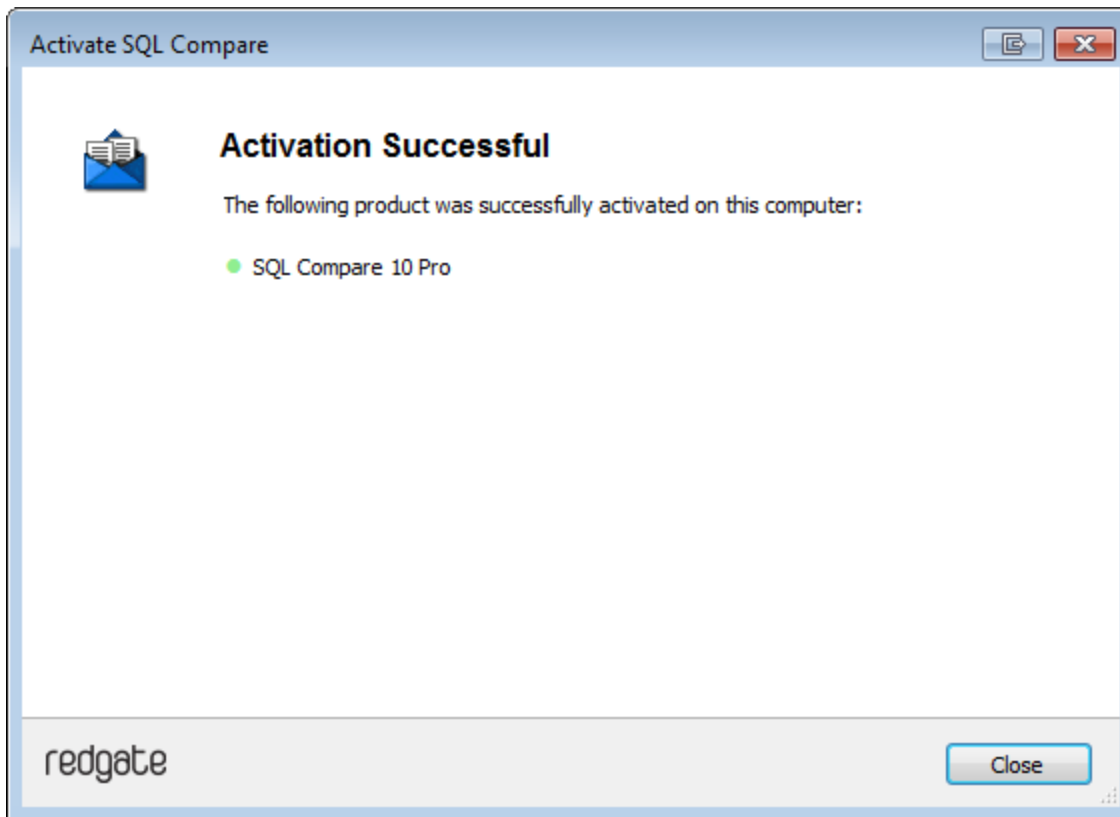 Activate SQL Compare
Activation Successful
The following product was successfully activated on this computer:
SQL Compare 10 Pro
redgate
Close